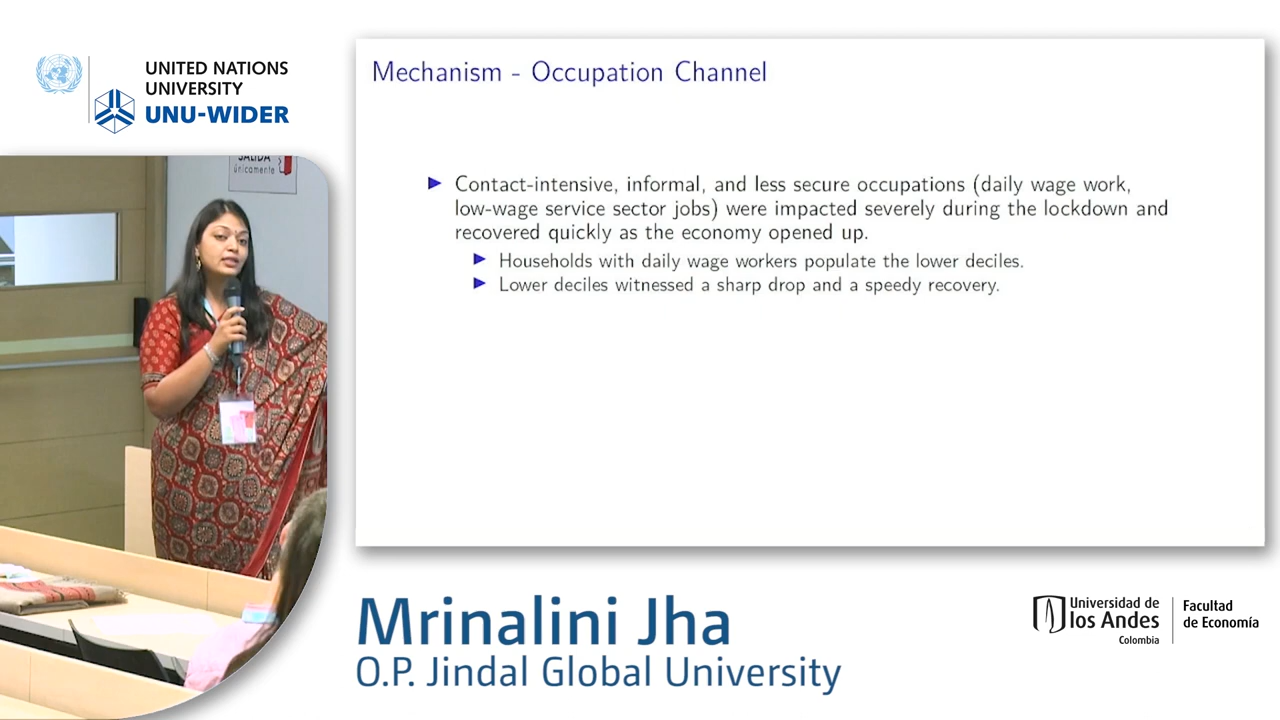 UNITED NATIONS
UNIVERSITY
UNU-WIDER
SALIDA
únicamente
Mechanism - Occupation Channel
Contact-intensive, informal, and less secure occupations (daily wage work,
low-wage service sector jobs) were impacted severely during the lockdown and
recovered quickly as the economy opened up.
Households with daily wage workers populate the lower deciles.
Lower deciles witnessed a sharp drop and a speedy recovery.
Mrinalini Jha
O.P. Jindal Global University
Universidad de
los Andes
Colombia
Facultad
de Economía